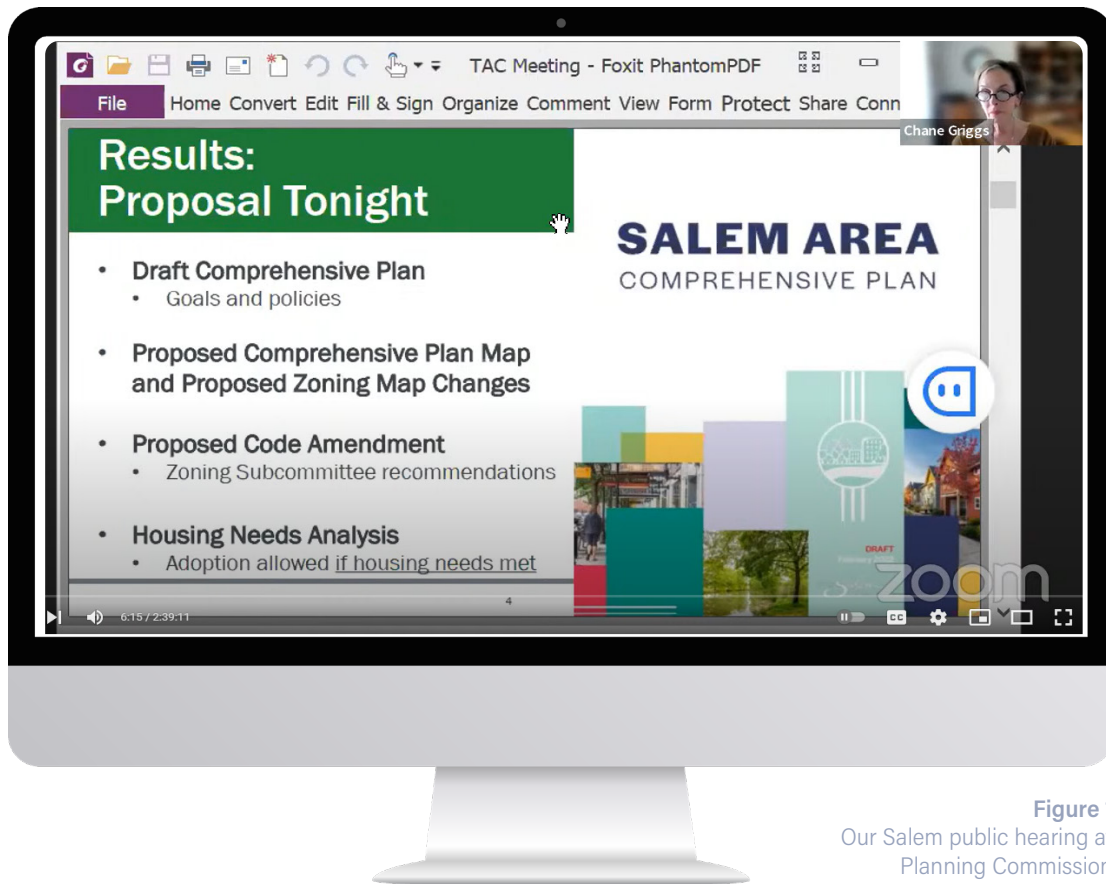 TAC Meeting - Foxit PhantomPDF
File Home Convert Edit Fill & Sign Organize Comment View Form Protect Share Conn
Chane Griggs
Results:
Proposal Tonight
SALEM AREA
COMPREHENSIVE PLAN
• Draft Comprehensive Plan
• Goals and policies
• Proposed Comprehensive Plan Map
and Proposed Zoning Map Changes
• Proposed Code Amendment
• Zoning Subcommittee recommendations
• Housing Needs Analysis
• Adoption allowed if housing needs met
DRAFT
zoom
4
6:15 / 2:39:11
CC
Figure
Our Salem public hearing a
Planning Commission